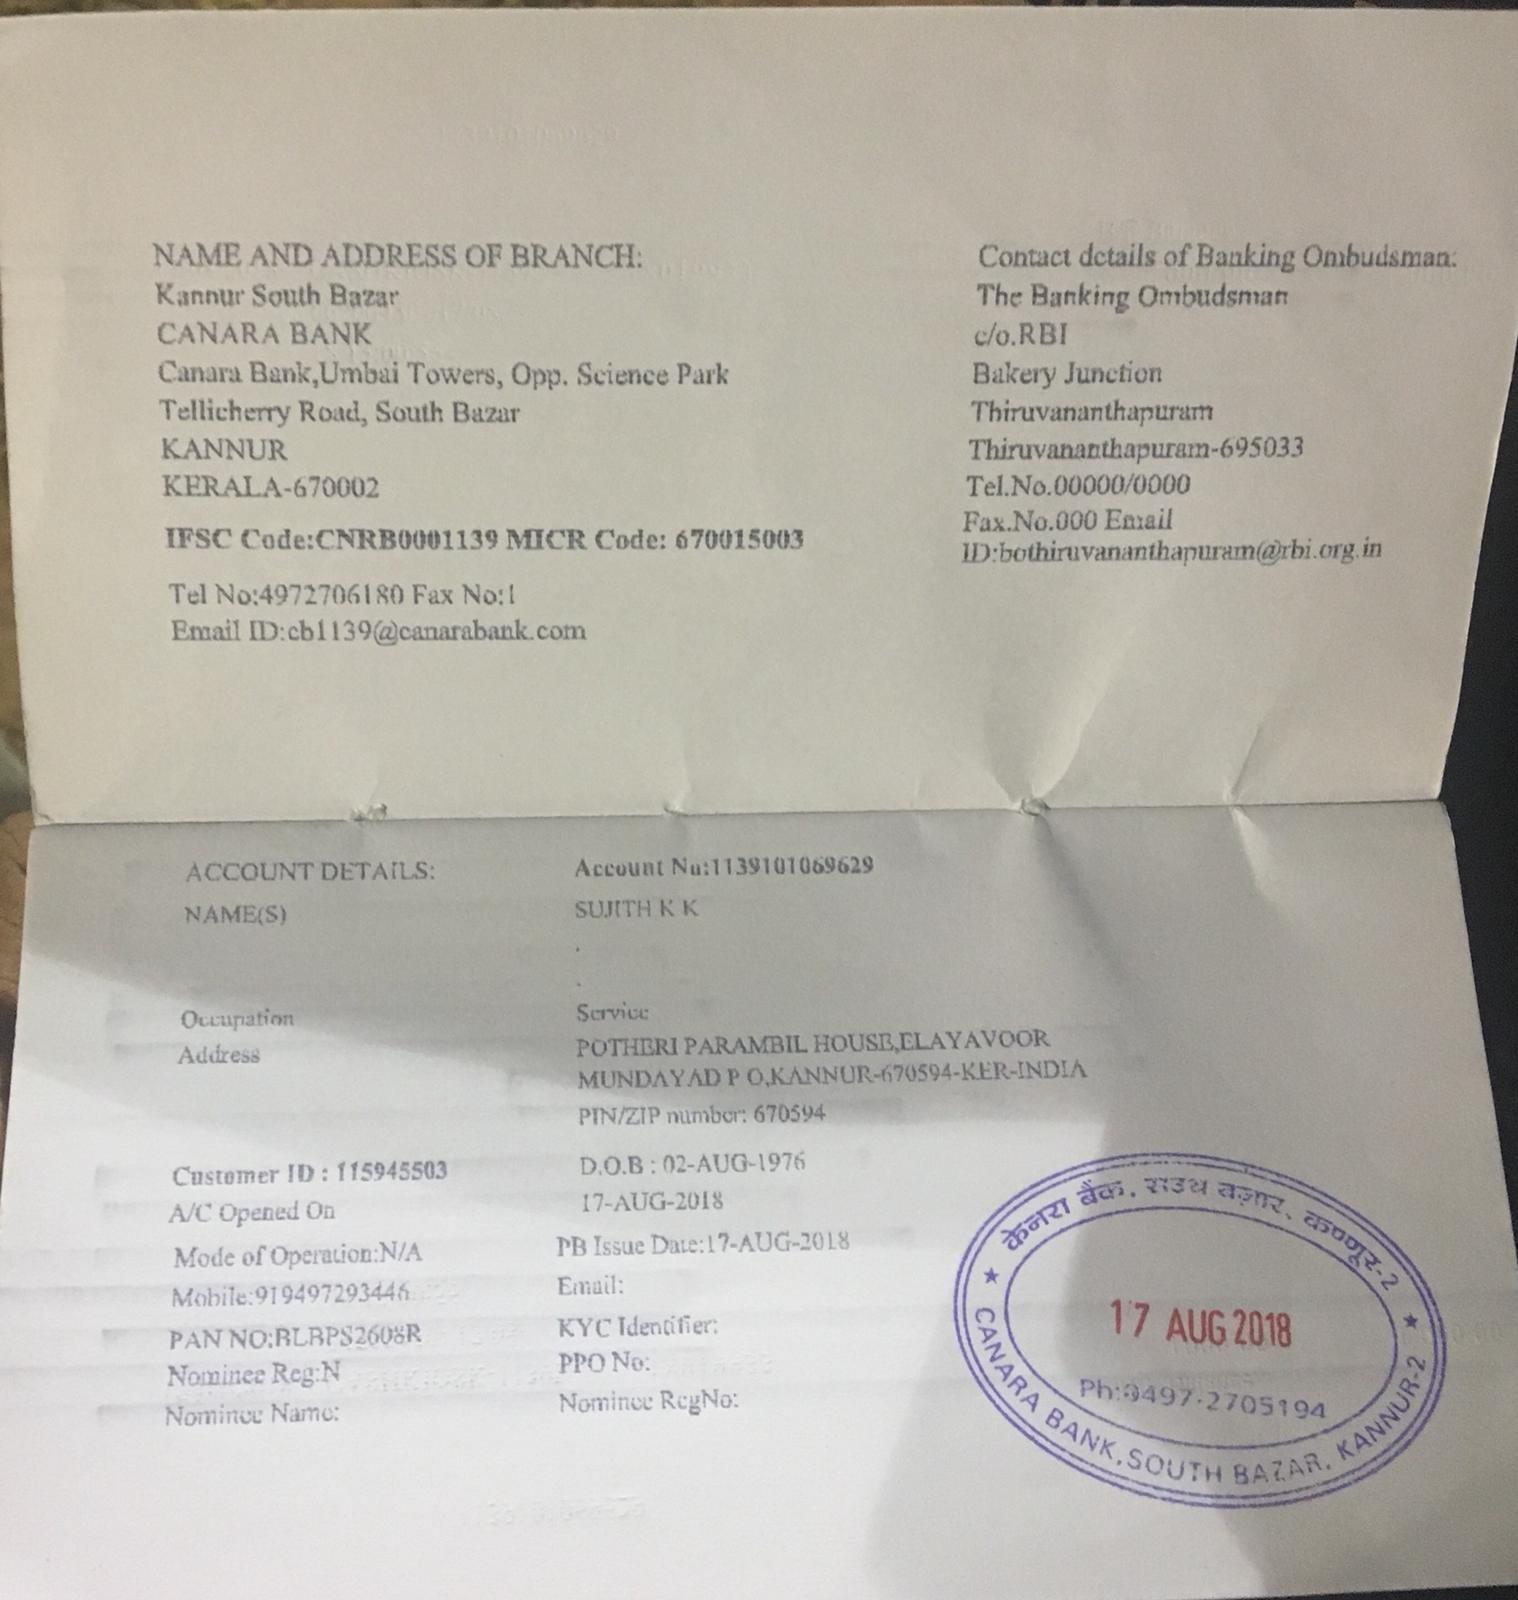 NAME AND ADDRESS OF BRANCH:
Kannur South Bazar
CANARA BANK
Canara Bank,Umbai Towers, Opp. Science Park
Tellicherry Road, South Bazar
KANNUR
KERALA-670002
IFSC Code:CNRB0001139 MICR Code: 670015003
Tel No:4972706180 Fax No:1
Email ID:cb1139@canarabank.com
Contact details of Banking Ombudsman:
The Banking Ombudsman
c/o.RBI
Bakery Junction
Thiruvananthapuram
Thiruvananthapuram-695033
Tel.No.00000/0000
Fax.No.000 Email
ID:bothiruvananthapuram@rbi.org.in
ACCOUNT DETAILS: Account No:1139101069629
NAME(S) SUJITH K K
.
.
Occupation Service
Address POTHERI PARAMBIL HOUSE,ELAYAVOOR
MUNDAYAD P O,KANNUR-670594-KER-INDIA
PIN/ZIP number: 670594
Customer ID : 115945503 D.O.B : 02-AUG-1976
A/C Opened On 17-AUG-2018
Mode of Operation:N/A PB Issue Date:17-AUG-2018
Mobile:919497293446 Email:
PAN NO:BLBPS2608R KYC Identifier:
Nominee Reg:N PPO No:
Nominee Name: Nominee RegNo:
केनरा बैंक, साउथ बज़ार, कण्णूर-2
17 AUG 2018
Ph:0497-2705194
CANARA BANK, SOUTH BAZAR, KANNUR-2